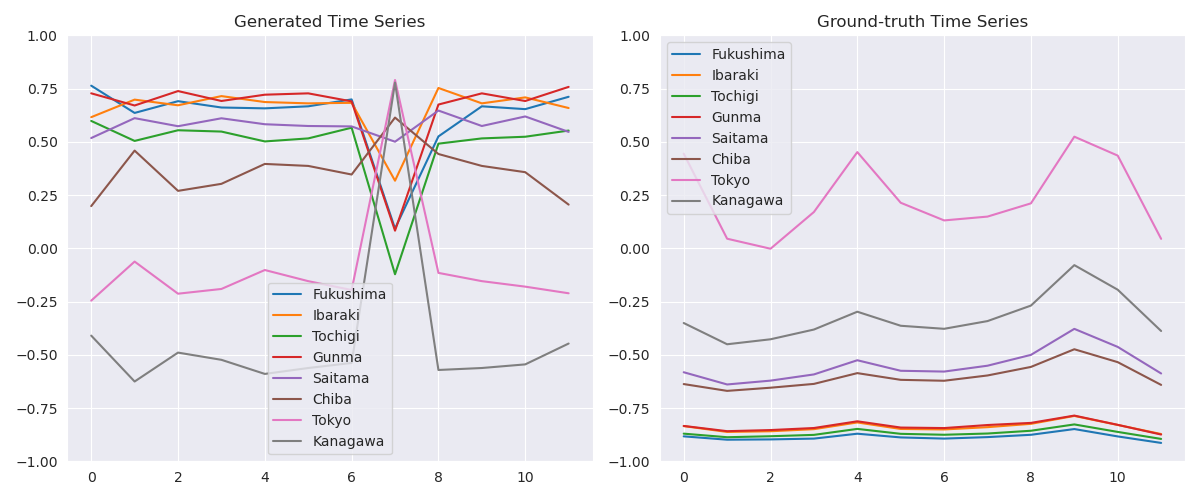 Generated Time Series
1.00
0.75
0.50
0.25
0.00
−0.25
−0.50
−0.75
−1.00
0 2 4 6 8 10
Fukushima
Ibaraki
Tochigi
Gunma
Saitama
Chiba
Tokyo
Kanagawa
Ground-truth Time Series
1.00
0.75
0.50
0.25
0.00
−0.25
−0.50
−0.75
−1.00
0 2 4 6 8 10
Fukushima
Ibaraki
Tochigi
Gunma
Saitama
Chiba
Tokyo
Kanagawa